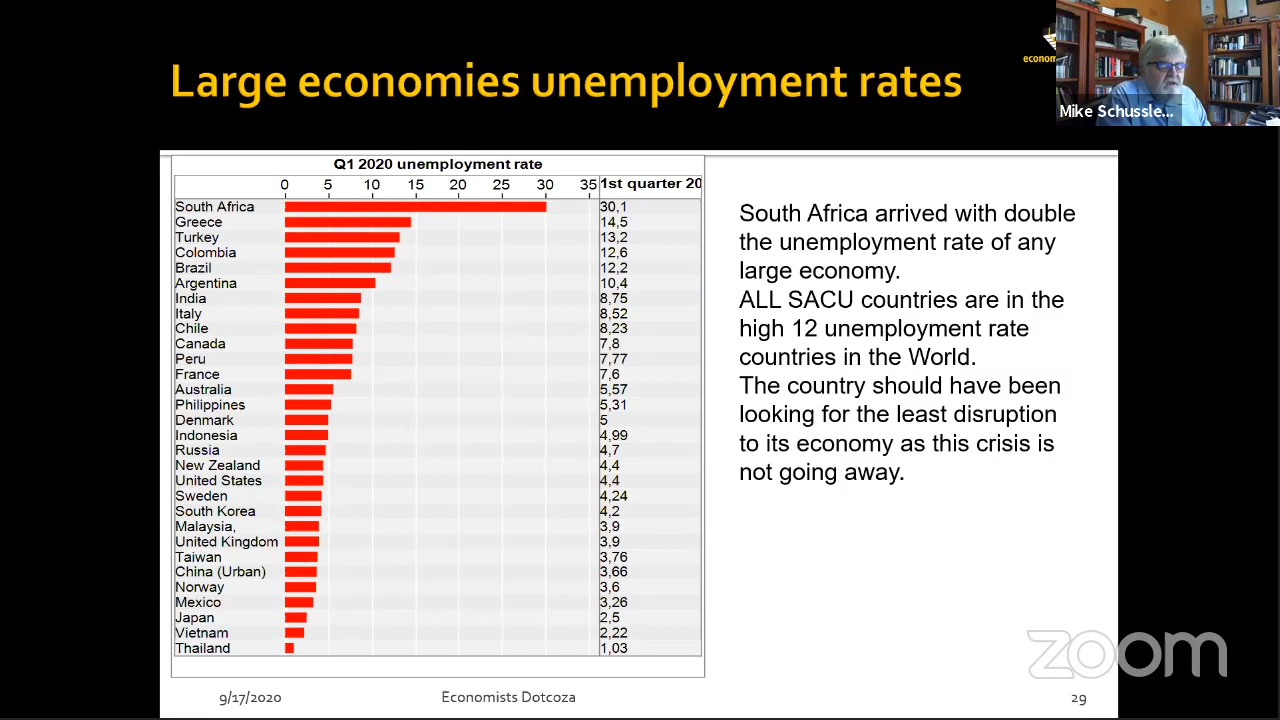 Large economies unemployment rates
econom
Mike Schussle...
Q1 2020 unemployment rate
0 5 10 15 20 25 30 35 1st quarter 20
South Africa 30,1
Greece 14,5
Turkey 13,2
Colombia 12,6
Brazil 12,2
Argentina 10,4
India 8,75
Italy 8,52
Chile 8,23
Canada 7,8
Peru 7,77
France 7,6
Australia 5,57
Philippines 5,31
Denmark 5
Indonesia 4,99
Russia 4,7
New Zealand 4,4
United States 4,4
Sweden 4,24
South Korea 4,2
Malaysia, 3,9
United Kingdom 3,9
Taiwan 3,76
China (Urban) 3,66
Norway 3,6
Mexico 3,26
Japan 2,5
Vietnam 2,22
Thailand 1,03
South Africa arrived with double
the unemployment rate of any
large economy.
ALL SACU countries are in the
high 12 unemployment rate
countries in the World.
The country should have been
looking for the least disruption
to its economy as this crisis is
not going away.
zoom
9/17/2020 Economists Dotcoza 29